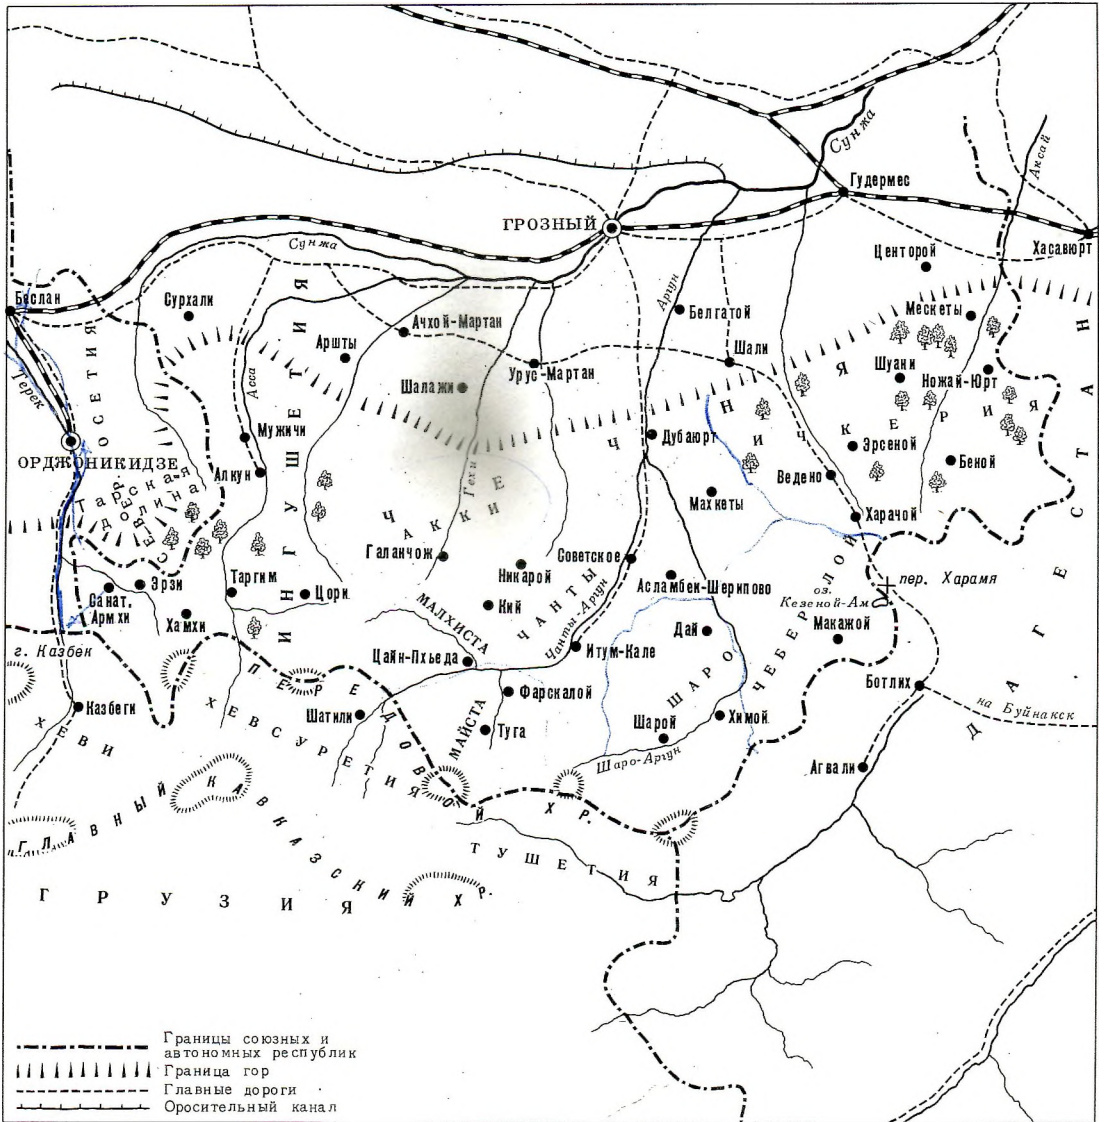 Сунжа
Аксай
Гудермес
ГРОЗНЫЙ
Сунжа
Хасавюрт
Центорой
Беслан
Сурхали
Аргун
Белгатой
Мескеты
Ачхой-Мартан
Аршты
Шали
Урус-Мартан
Шуани
Ножай-Юрт
Шалажи
Терек
ОСЕТИЯ
СЕВЕР.
Асса
Мужичи
Дубаюрт
Эрсеной
ОРДЖОНИКИДЗЕ
Тарская
долина
Алкун
ИНГУШЕТИЯ
Гехи
ЧЕЧНЯ
ИЧКЕРИЯ
Ведено
Беной
Махкеты
ЧАККИЕ
Харачой
Галанчож
Никарой
Советское
Эрзи
Таргим
Цори
Асламбек-Шерипово
пер. Харамя
оз.
Кезеной-Ам
Санат.
Армхи
Хамхи
Кий
МАЛХИСТА
ЧАНТЫ
Чанты-Аргун
Дай
Макажой
г. Казбек
Цайн-Пхьеда
Итум-Кале
ШАРО
ЧЕБЕРЛОЙ
ДАГЕСТАН
Ботлих
на Буйнакск
Казбеги
Фарскалой
Шатили
МАЙСТА
Туга
Шарой
Химой
Шаро-Аргун
Агвали
ХЕВИ
ХЕВСУРЕТИЯ
ПЕРЕДОВОЙ ХР.
ГЛАВНЫЙ КАВКАЗСКИЙ ХР.
ТУШЕТИЯ
ГРУЗИЯ
Границы союзных и
автономных республик
Граница гор
Главные дороги
Оросительный канал